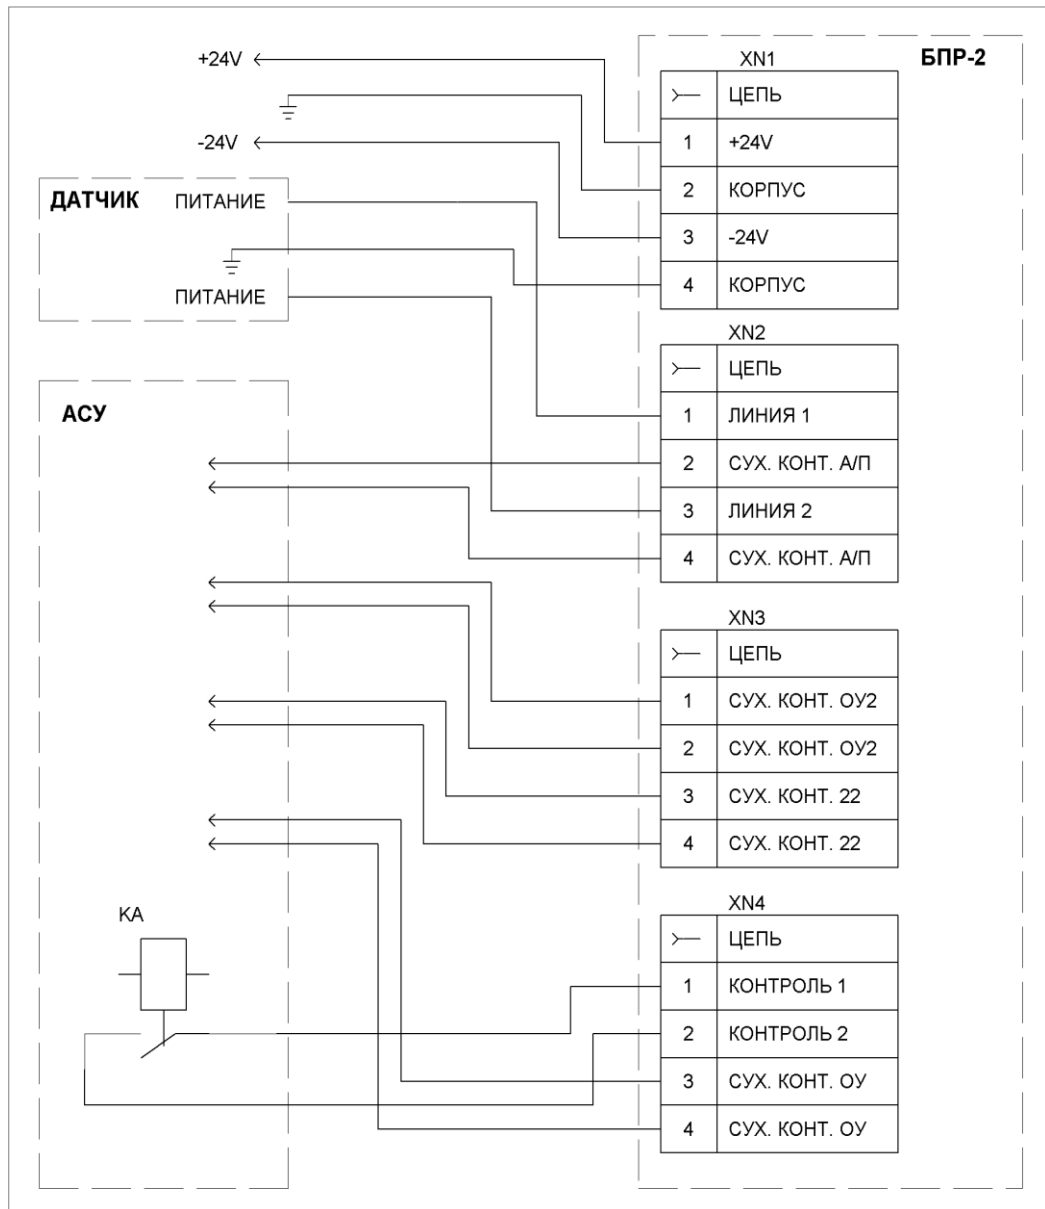 +24V
-24V
ДАТЧИК ПИТАНИЕ
ПИТАНИЕ
АСУ
KA
БПР-2
XN1
ЦЕПЬ
1 +24V
2 КОРПУС
3 -24V
4 КОРПУС
XN2
ЦЕПЬ
1 ЛИНИЯ 1
2 СУХ. КОНТ. А/П
3 ЛИНИЯ 2
4 СУХ. КОНТ. А/П
XN3
ЦЕПЬ
1 СУХ. КОНТ. ОУ2
2 СУХ. КОНТ. ОУ2
3 СУХ. КОНТ. 22
4 СУХ. КОНТ. 22
XN4
ЦЕПЬ
1 КОНТРОЛЬ 1
2 КОНТРОЛЬ 2
3 СУХ. КОНТ. ОУ
4 СУХ. КОНТ. ОУ